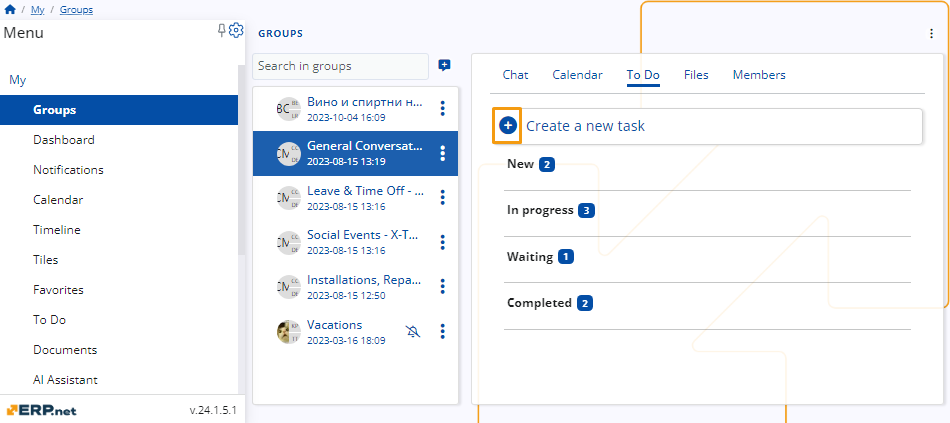 / My / Groups
Menu
My
Groups
Dashboard
Notifications
Calendar
Timeline
Tiles
Favorites
To Do
Documents
AI Assistant
ERP.net
v.24.1.5.1
GROUPS
Search in groups
Вино и спиртни н...
2023-10-04 16:09
General Conversat...
2023-08-15 13:19
Leave & Time Off - ...
2023-08-15 13:16
Social Events - X-T...
2023-08-15 13:16
Installations, Repa...
2023-08-15 12:50
Vacations
2023-03-16 18:09
Chat Calendar To Do Files Members
Create a new task
New 2
In progress 3
Waiting 1
Completed 2